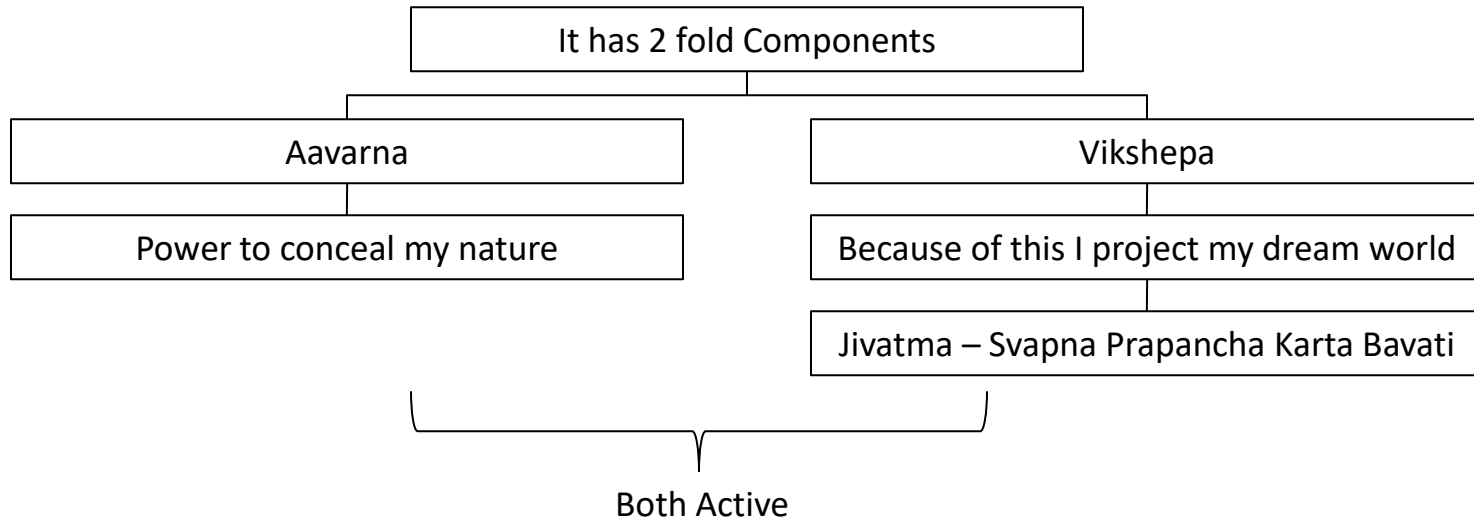 It has 2 fold Components
Aavarna
Vikshepa
Power to conceal my nature
Because of this I project my dream world
Jivatma – Svapna Prapancha Karta Bavati
Both Active